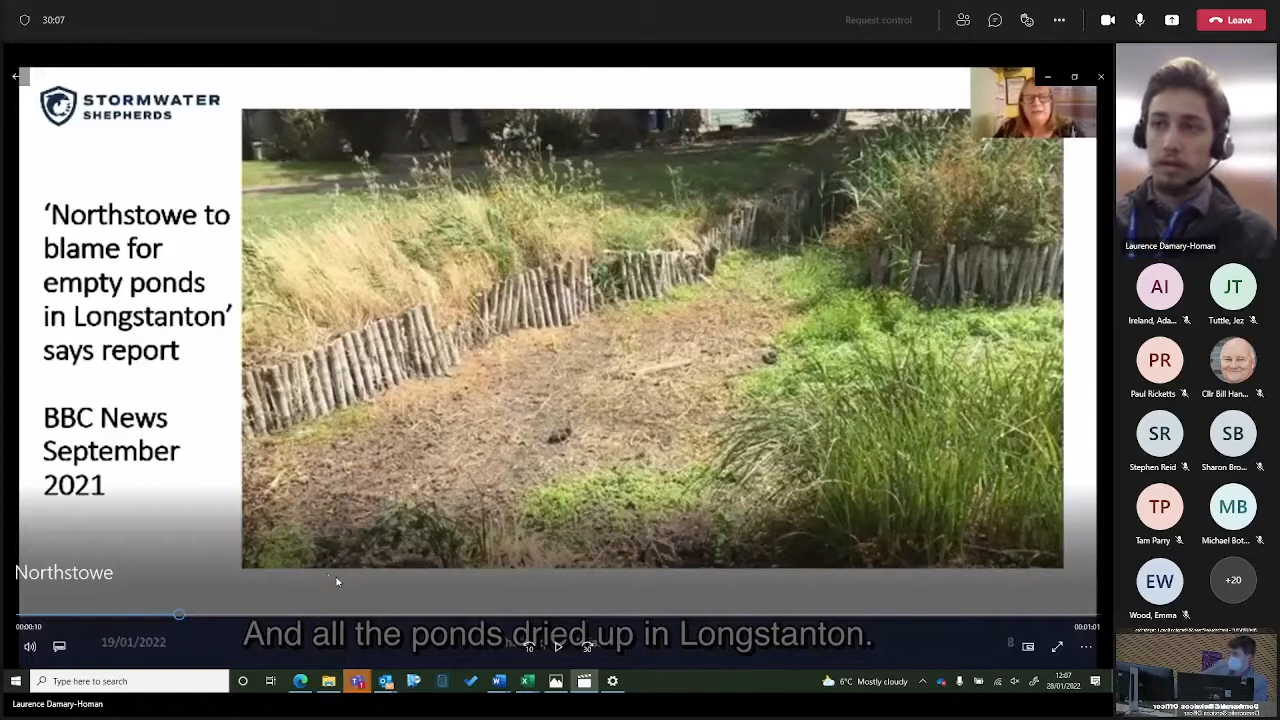 30:07
Request control
Leave
STORMWATER
SHEPHERDS
'Northstowe to
blame for
empty ponds
in Longstanton'
says report
BBC News
September
2021
Laurence Damary-Homan
AI
JT
Ireland, Ada...
Tuttle, Jez
PR
Paul Ricketts
Cllr Bill Han...
SR
SB
Stephen Reid
Sharon Bro...
TP
MB
Tam Parry
Michael Bot...
EW
+20
Wood, Emma
Northstowe
00:00:10
00:01:01
19/01/2022
And all the ponds dried up in Longstanton.
8
10
30
Type here to search
6°C Mostly cloudy
12:07
28/01/2022
Laurence Damary-Homan